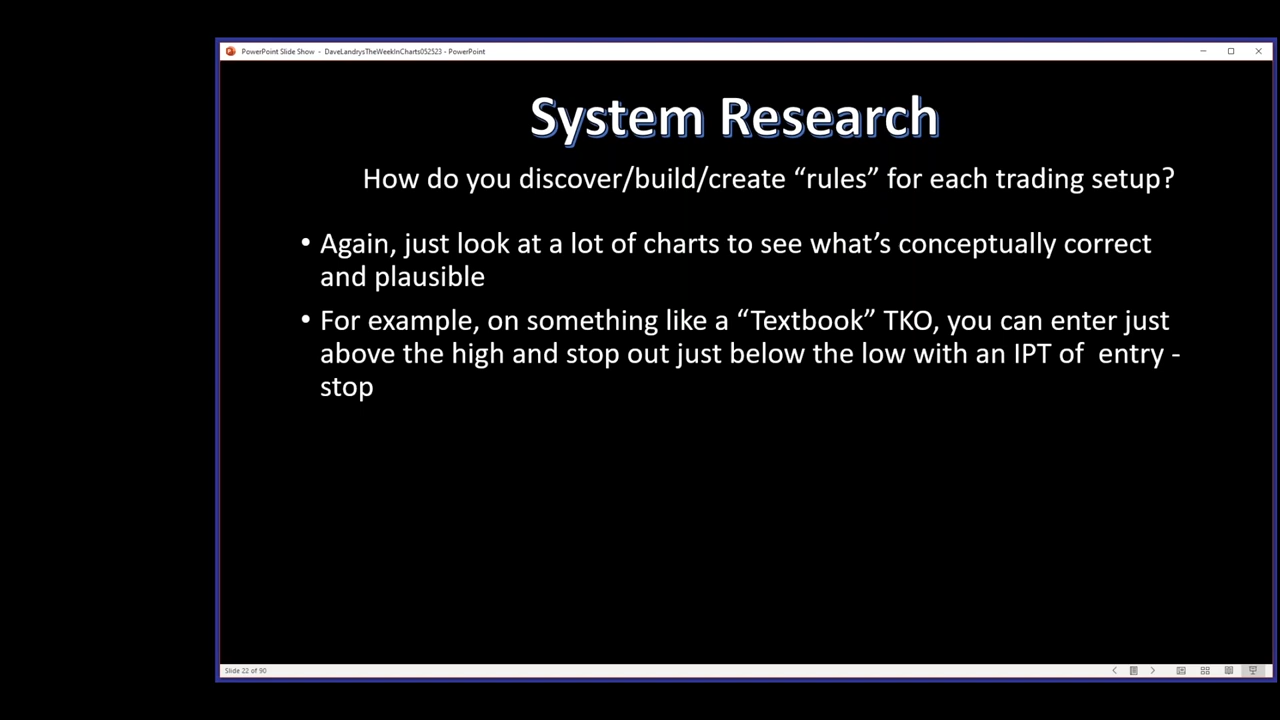 PowerPoint Slide Show - DaveLandrysTheWeekInCharts052523 - PowerPoint
System Research
How do you discover/build/create “rules” for each trading setup?
• Again, just look at a lot of charts to see what’s conceptually correct
and plausible
• For example, on something like a “Textbook” TKO, you can enter just
above the high and stop out just below the low with an IPT of  entry -
stop
Slide 22 of 90